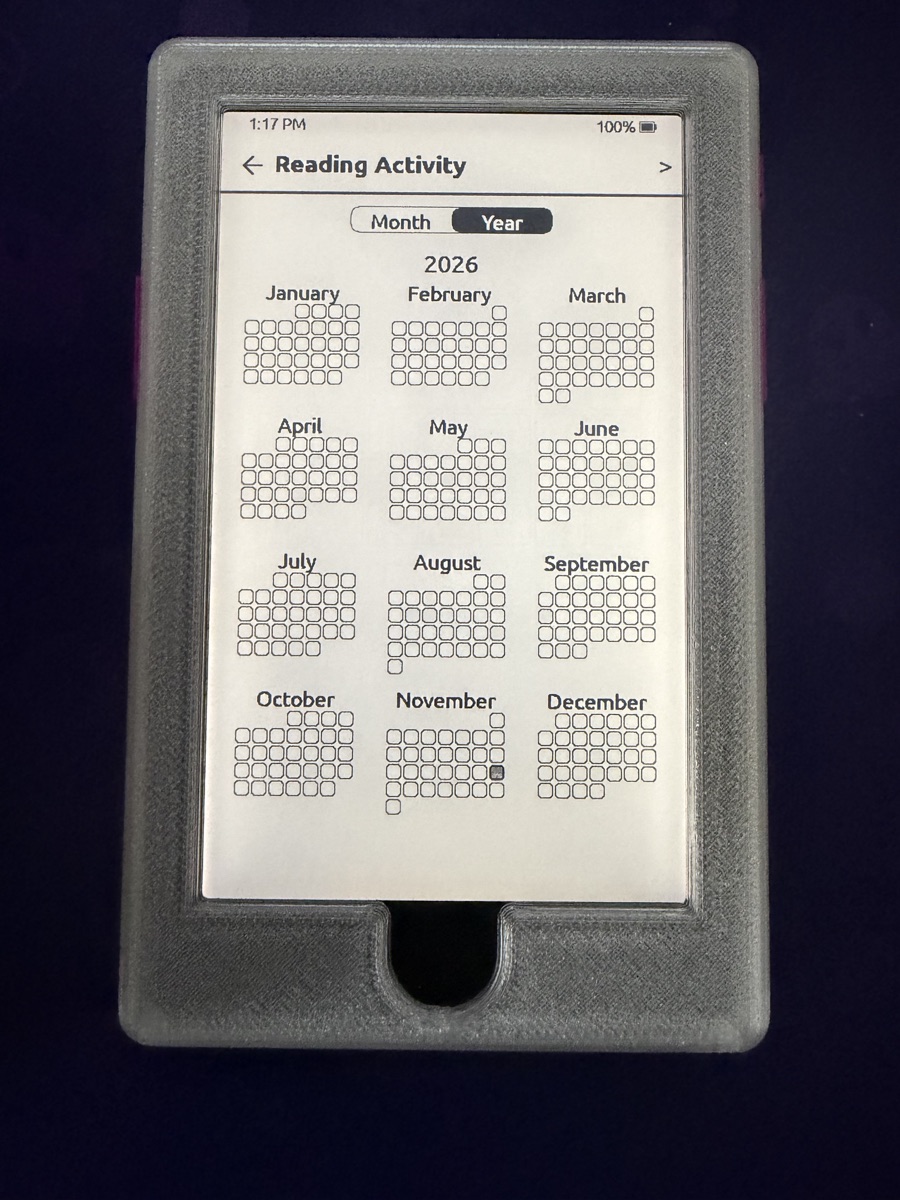 1:17 PM 100%
← Reading Activity >
Month Year
2026
January February March
April May June
July August September
October November December